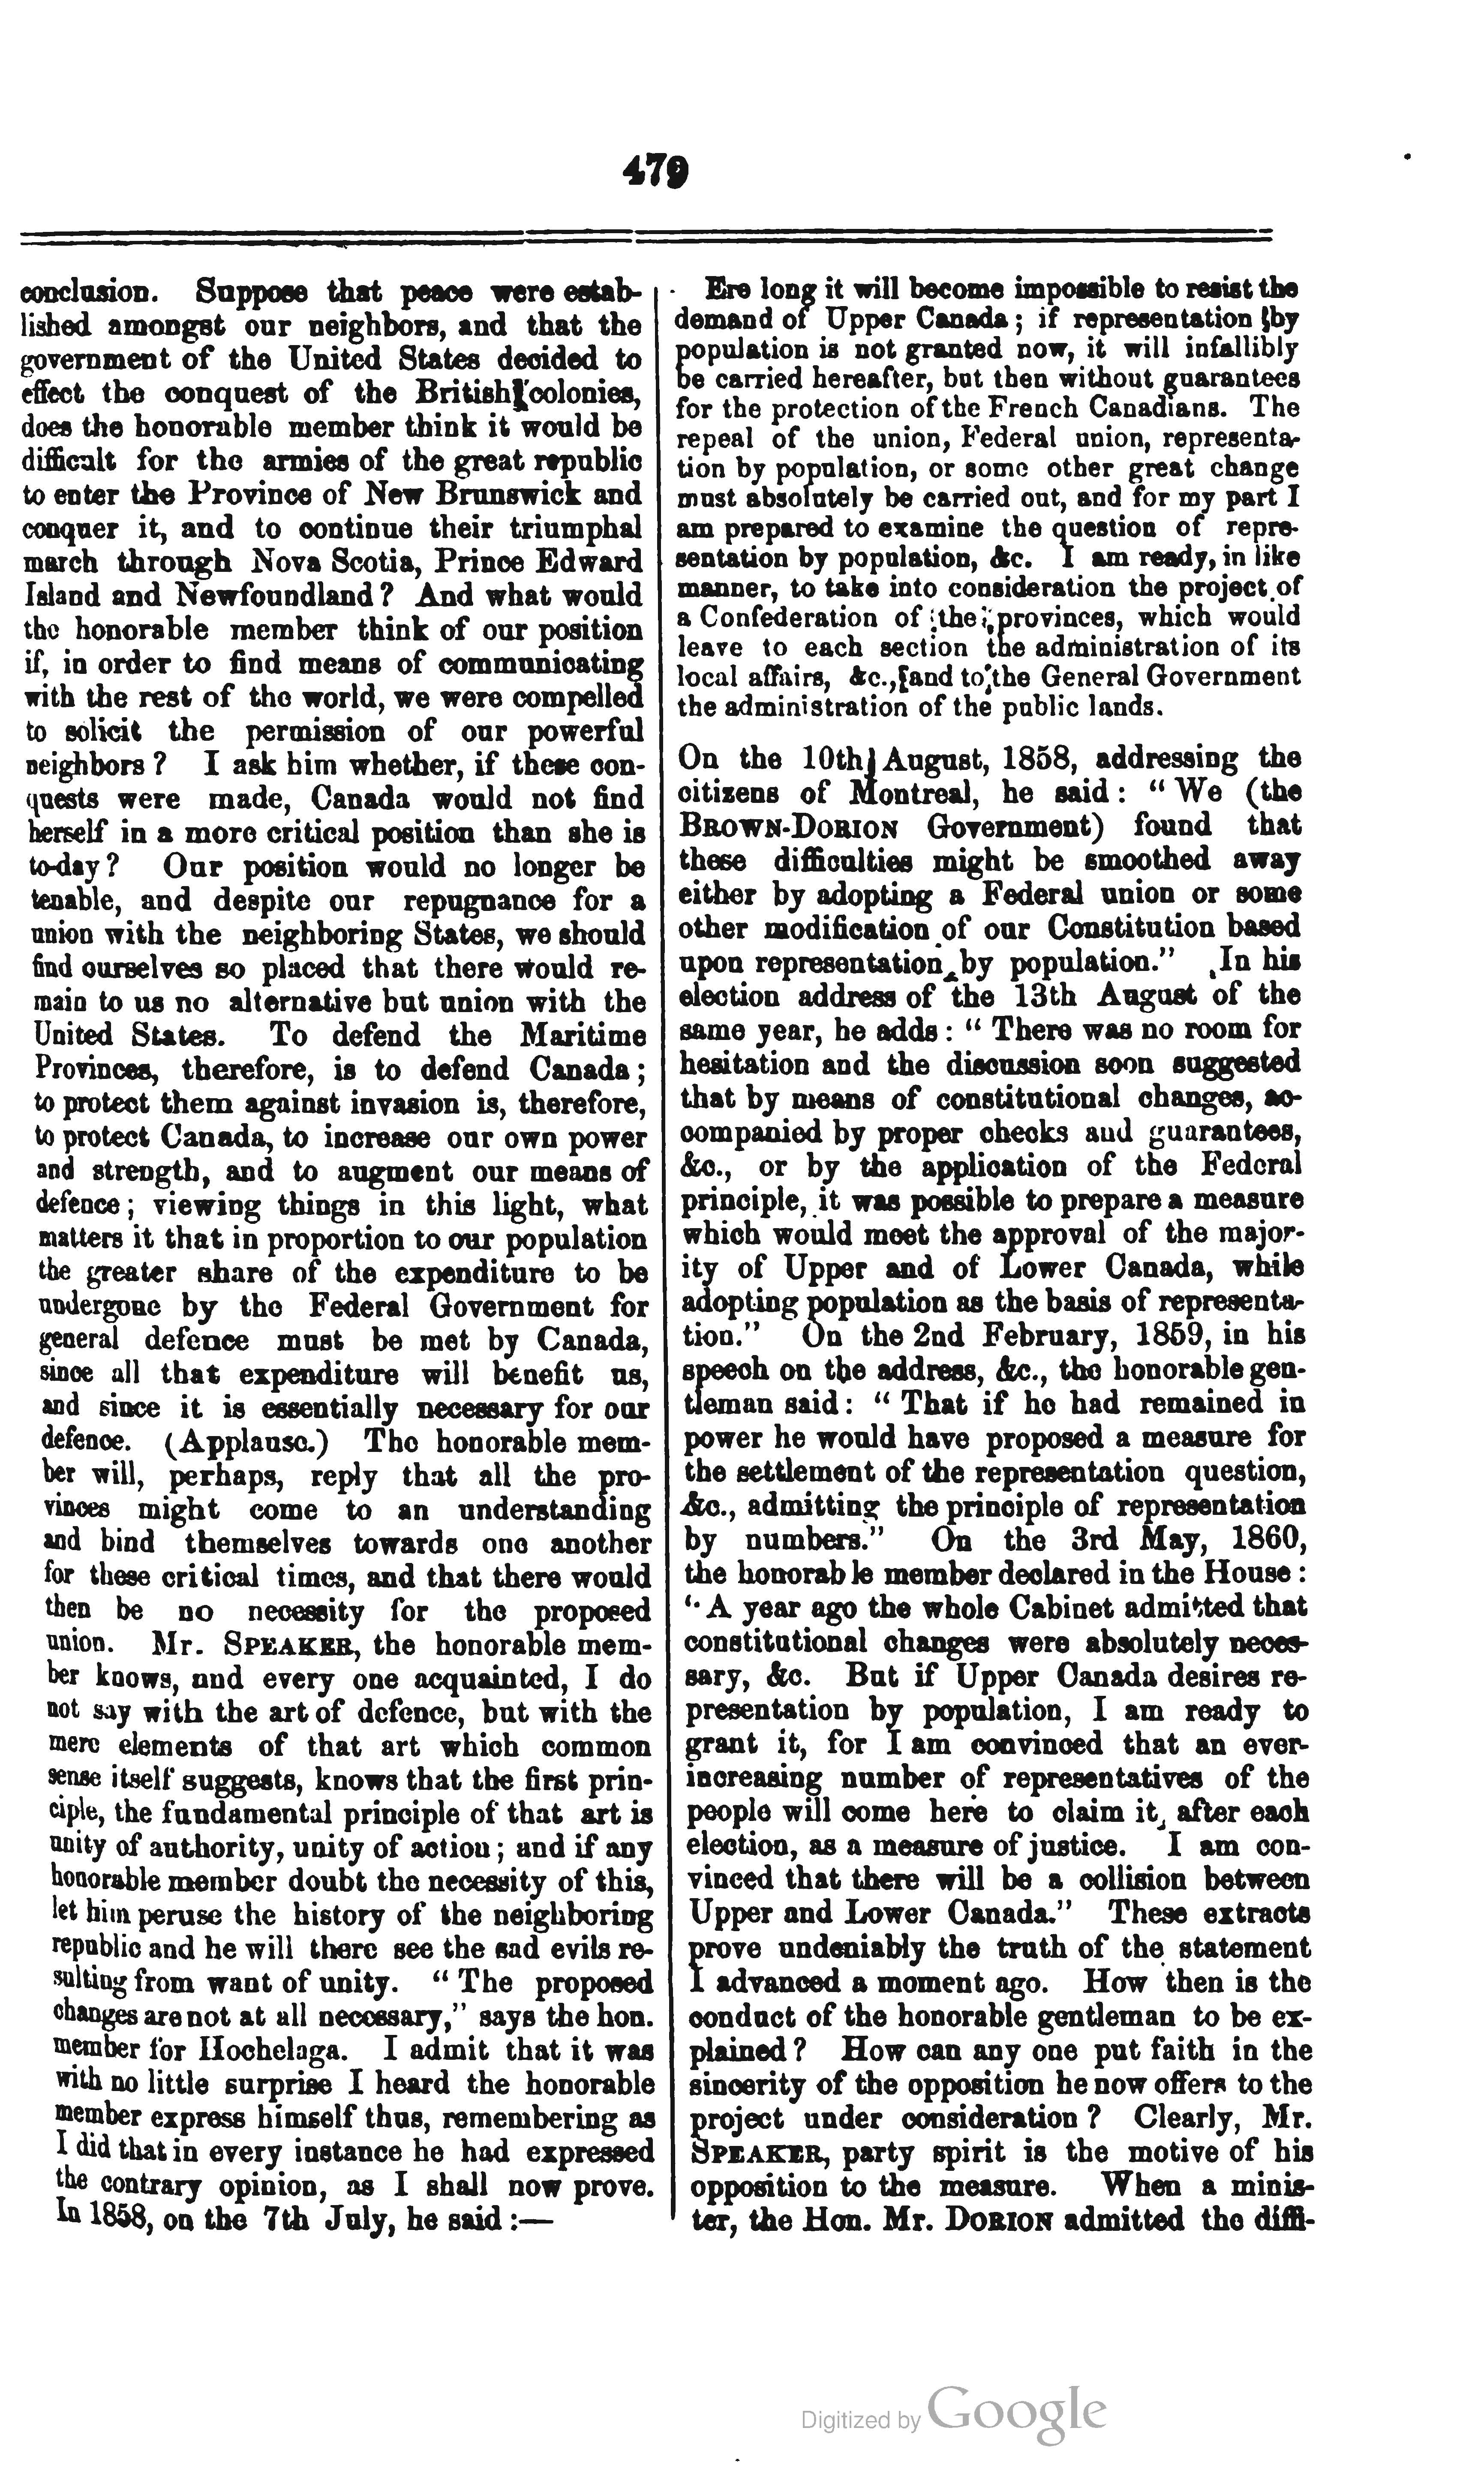 479
conclusion. Suppose that peace were estab-
lished amongst our neighbors, and that the
government of the United States decided to
effect the conquest of the British colonies,
does the honorable member think it would be
difficult for the armies of the great republic
to enter the Province of New Brunswick and
conquer it, and to continue their triumphal
march through Nova Scotia, Prince Edward
Island and Newfoundland? And what would
the honorable member think of our position
if, in order to find means of communicating
with the rest of the world, we were compelled
to solicit the permission of our powerful
neighbors? I ask him whether, if these con-
quests were made, Canada would not find
herself in a more critical position than she is
to-day? Our position would no longer be
tenable, and despite our repugnance for a
union with the neighboring States, we should
find ourselves so placed that there would re-
main to us no alternative but union with the
United States. To defend the Maritime
Provinces, therefore, is to defend Canada;
to protect them against invasion is, therefore,
to protect Canada, to increase our own power
and strength, and to augment our means of
defence; viewing things in this light, what
matters it that in proportion to our population
the greater share of the expenditure to be
undergone by the Federal Government for
general defence must be met by Canada,
since all that expenditure will benefit us,
and since it is essentially necessary for our
defence. (Applause.) The honorable mem-
ber will, perhaps, reply that all the pro-
vinces might come to an understanding
and bind themselves towards one another
for these critical times, and that there would
then be no necessity for the proposed
union. Mr. SPEAKER, the honorable mem-
ber knows, and every one acquainted, I do
not say with the art of defence, but with the
mere elements of that art which common
sense itself suggests, knows that the first prin-
ciple, the fundamental principle of that art is
unity of authority, unity of action; and if any
honorable member doubt the necessity of this,
let him peruse the history of the neighboring
republic and he will there see the sad evils re-
sulting from want of unity. "The proposed
changes are not at all necessary," says the hon.
member for Hochelaga. I admit that it was
with no little surprise I heard the honorable
member express himself thus, remembering as
I did that in every instance he had expressed
the contrary opinion, as I shall now prove.
In 1858, on the 7th July, he said:—
Ere long it will become impossible to resist the
demand of Upper Canada; if representation by
population is not granted now, it will infallibly
be carried hereafter, but then without guarantees
for the protection of the French Canadians. The
repeal of the union, Federal union, representa-
tion by population, or some other great change
must absolutely be carried out, and for my part I
am prepared to examine the question of repre-
sentation by population, &c. I am ready, in like
manner, to take into consideration the project of
a Confederation of the provinces, which would
leave to each section the administration of its
local affairs, &c., and to the General Government
the administration of the public lands.
On the 10th August, 1858, addressing the
citizens of Montreal, he said: "We (the
BROWN-DORION Government) found that
these difficulties might be smoothed away
either by adopting a Federal union or some
other modification of our Constitution based
upon representation by population." In his
election address of the 13th August of the
same year, he adds: "There was no room for
hesitation and the discussion soon suggested
that by means of constitutional changes, ac-
companied by proper checks and guarantees,
&c., or by the application of the Federal
principle, it was possible to prepare a measure
which would meet the approval of the major-
ity of Upper and of Lower Canada, while
adopting population as the basis of representa-
tion." On the 2nd February, 1859, in his
speech on the address, &c., the honorable gen-
tleman said: "That if he had remained in
power he would have proposed a measure for
the settlement of the representation question,
&c., admitting the principle of representation
by numbers." On the 3rd May, 1860,
the honorable member declared in the House:
"A year ago the whole Cabinet admitted that
constitutional changes were absolutely neces-
sary, &c. But if Upper Canada desires re-
presentation by population, I am ready to
grant it, for I am convinced that an ever-
increasing number of representatives of the
people will come here to claim it, after each
election, as a measure of justice. I am con-
vinced that there will be a collision between
Upper and Lower Canada." These extracts
prove undeniably the truth of the statement
I advanced a moment ago. How then is the
conduct of the honorable gentleman to be ex-
plained? How can any one put faith in the
sincerity of the opposition he now offers to the
project under consideration? Clearly, Mr.
SPEAKER, party spirit is the motive of his
opposition to the measure. When a minis-
ter, the Hon. Mr. DORION admitted the diffi-
Digitized by Google